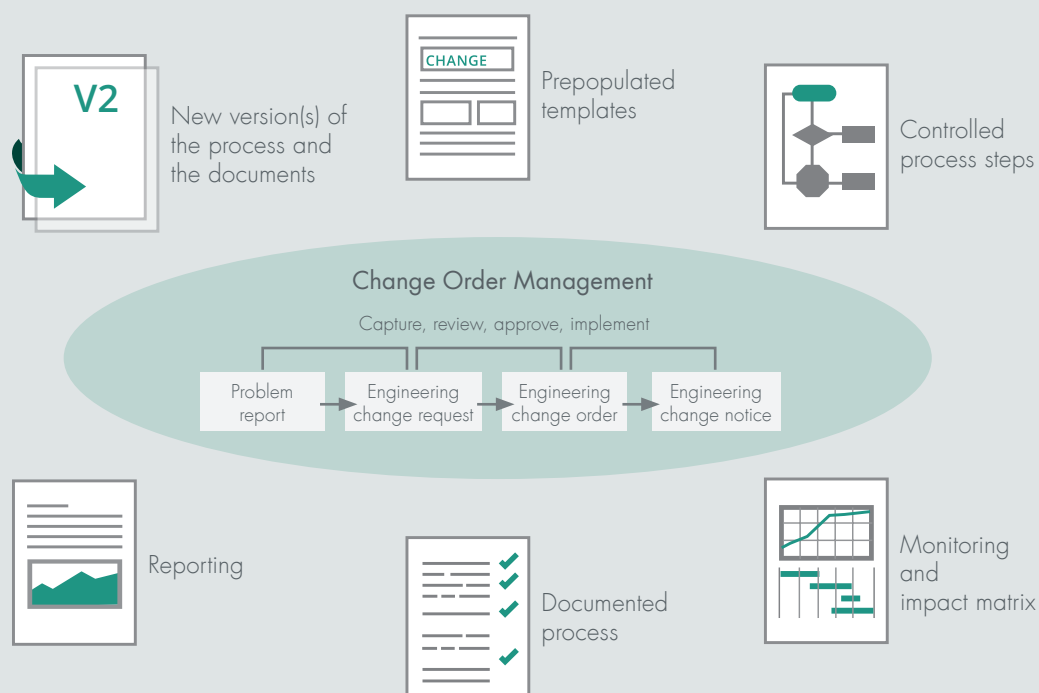 V2
New version(s) of
the process and
the documents
CHANGE
Prepopulated
templates
Controlled
process steps
Change Order Management
Capture, review, approve, implement
Problem
report
Engineering
change request
Engineering
change order
Engineering
change notice
Reporting
Documented
process
Monitoring
and
impact matrix